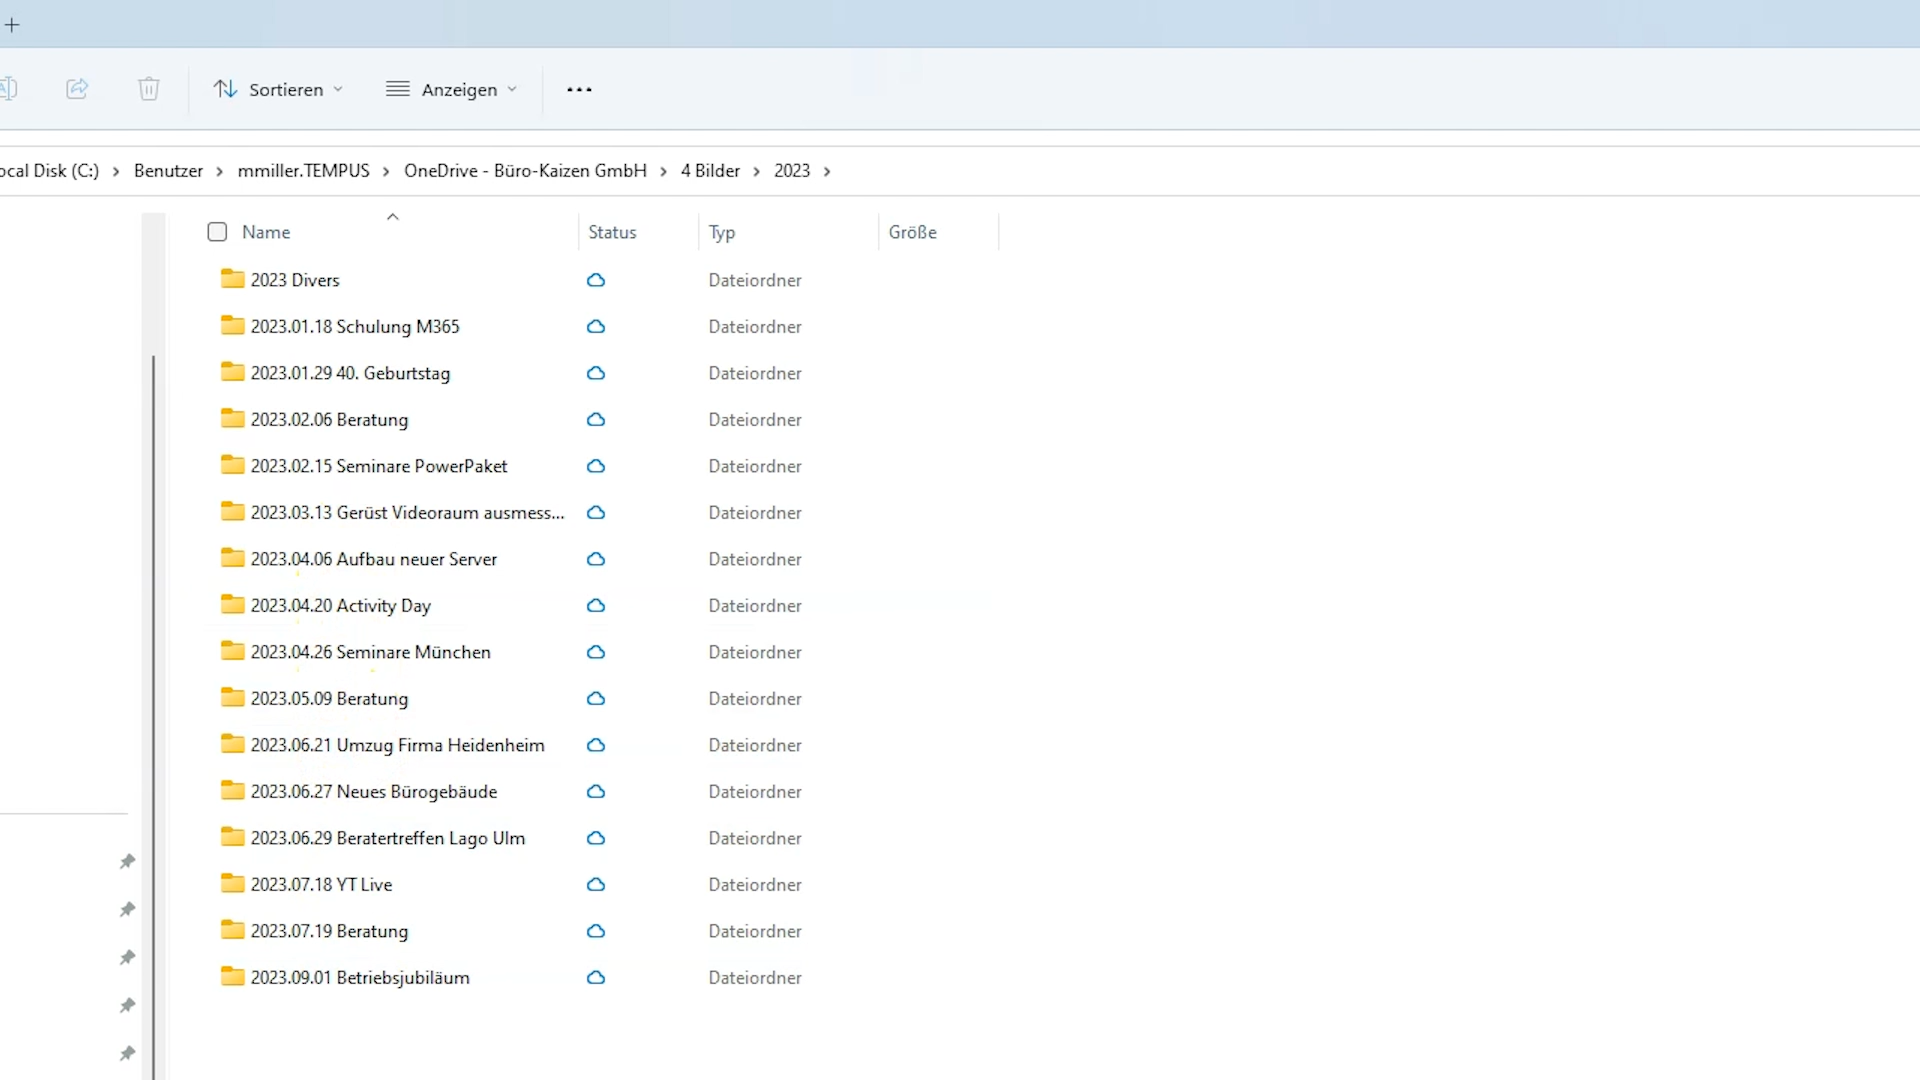 Sortieren Anzeigen
ocal Disk (C:) > Benutzer > mmiller.TEMPUS > OneDrive - Büro-Kaizen GmbH > 4 Bilder > 2023 >
Name Status Typ Größe
2023 Divers Dateiordner
2023.01.18 Schulung M365 Dateiordner
2023.01.29 40. Geburtstag Dateiordner
2023.02.06 Beratung Dateiordner
2023.02.15 Seminare PowerPaket Dateiordner
2023.03.13 Gerüst Videoraum ausmess... Dateiordner
2023.04.06 Aufbau neuer Server Dateiordner
2023.04.20 Activity Day Dateiordner
2023.04.26 Seminare München Dateiordner
2023.05.09 Beratung Dateiordner
2023.06.21 Umzug Firma Heidenheim Dateiordner
2023.06.27 Neues Bürogebäude Dateiordner
2023.06.29 Beratertreffen Lago Ulm Dateiordner
2023.07.18 YT Live Dateiordner
2023.07.19 Beratung Dateiordner
2023.09.01 Betriebsjubiläum Dateiordner